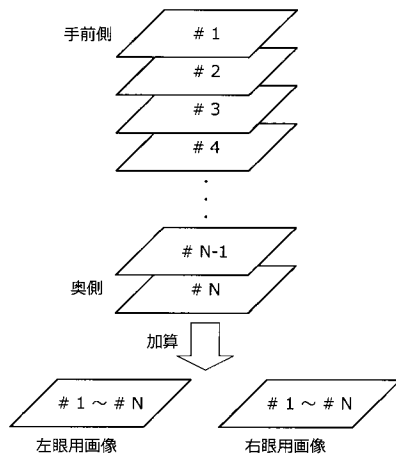 手前側
# 1
# 2
# 3
# 4
# N-1
奥側
# N
加算
# 1 ～ # N
# 1 ～ # N
左眼用画像
右眼用画像